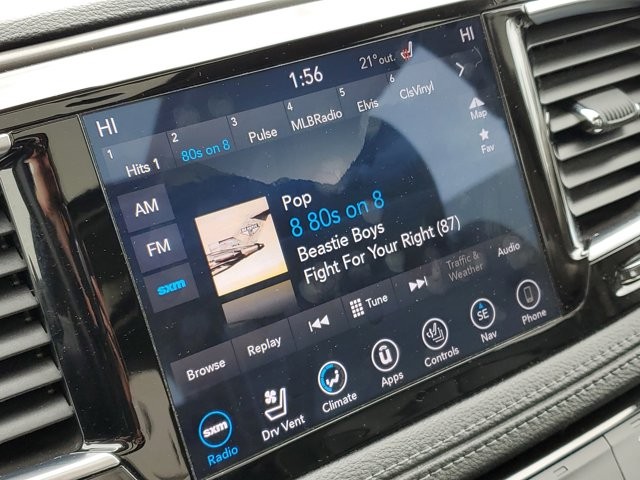 1:56
21° out.
HI
HI
1 Hits 1
2 80s on 8
3 Pulse
4 MLBRadio
5 Elvis
6 ClsVinyl
Map
Fav
AM
FM
sxm
Pop
8 80s on 8
Beastie Boys
Fight For Your Right (87)
Browse
Replay
Tune
Traffic &
Weather
Audio
sxm
Radio
Drv Vent
Climate
Apps
Controls
SE
Nav
Phone